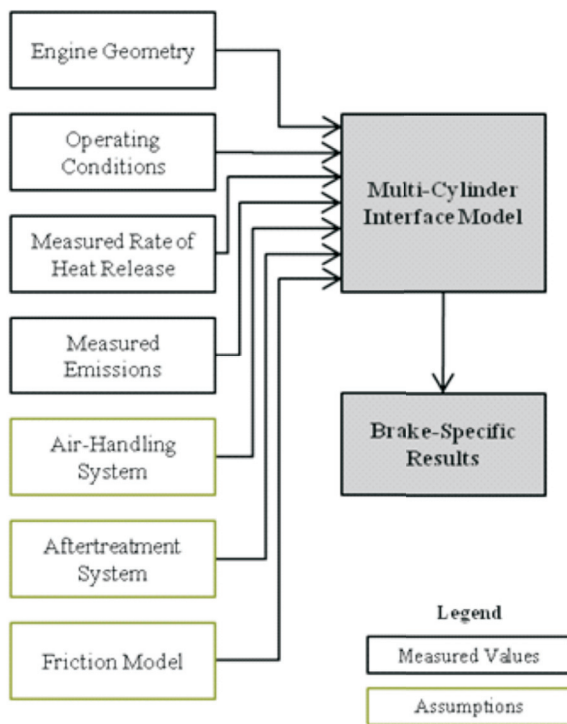 Engine Geometry
Operating
Conditions
Measured Rate of
Heat Release
Measured
Emissions
Air-Handling
System
Aftertreatment
System
Friction Model
Multi-Cylinder
Interface Model
Brake-Specific
Results
Legend
Measured Values
Assumptions